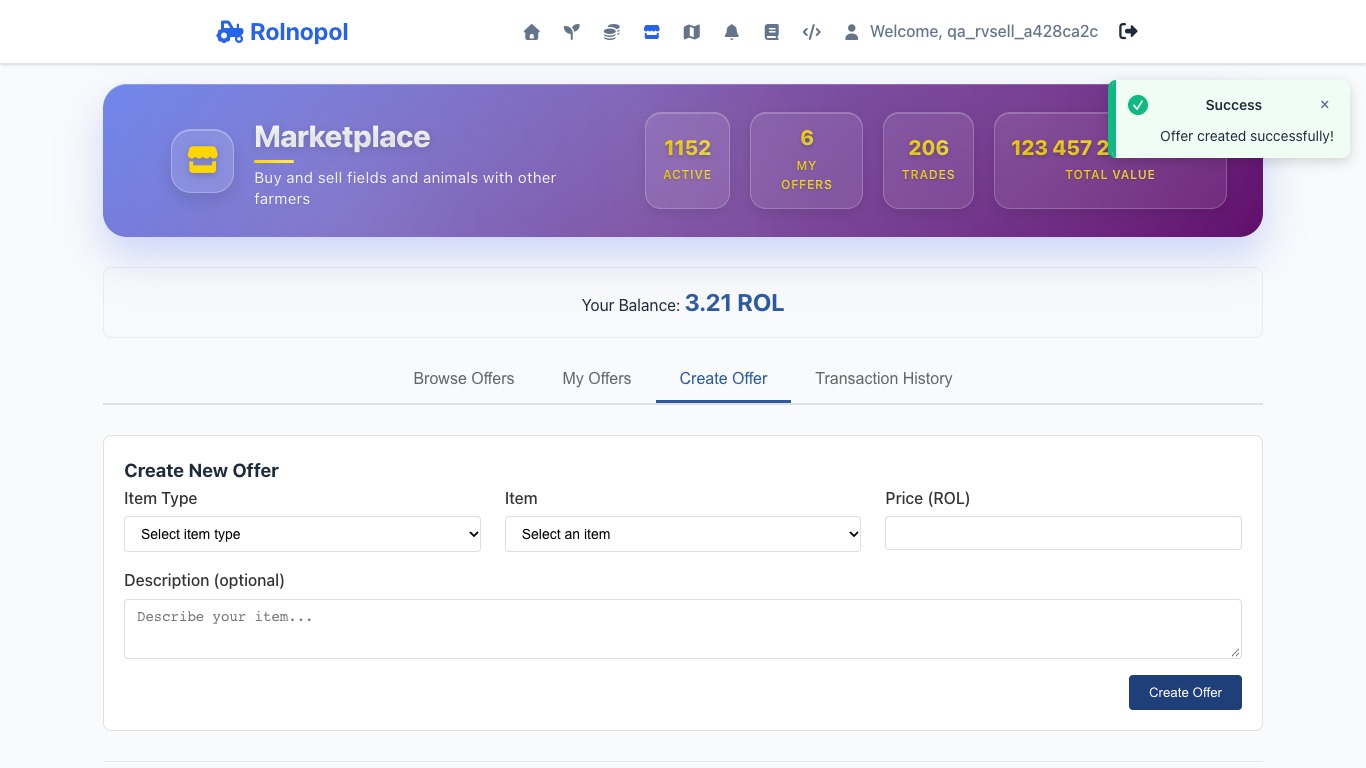 Rolnopol
Welcome, qa_rvsell_a428ca2c
Success
×
Offer created successfully!
Marketplace
Buy and sell fields and animals with other
farmers
1152
ACTIVE
6
MY
OFFERS
206
TRADES
123 457 2
TOTAL VALUE
Your Balance: 3.21 ROL
Browse Offers
My Offers
Create Offer
Transaction History
Create New Offer
Item Type
Item
Price (ROL)
Select item type
Select an item
Description (optional)
Describe your item...
Create Offer